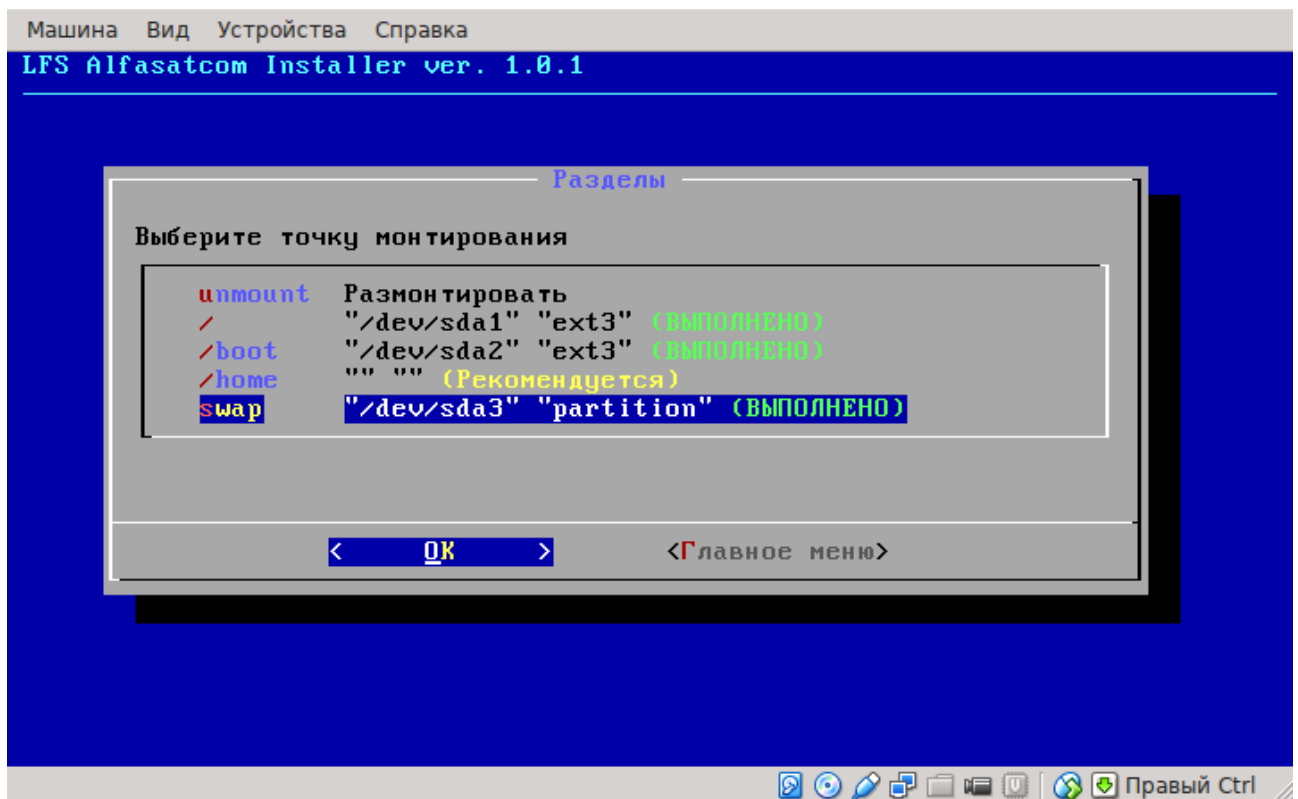 Машина Вид Устройства Справка
LFS Alfasatcom Installer ver. 1.0.1
Разделы
Выберите точку монтирования
unmount Размонтировать
/ "/dev/sda1" "ext3" (ВЫПОЛНЕНО)
/boot "/dev/sda2" "ext3" (ВЫПОЛНЕНО)
/home "" "" (Рекомендуется)
swap "/dev/sda3" "partition" (ВЫПОЛНЕНО)
< OK > <Главное меню>
Правый Ctrl